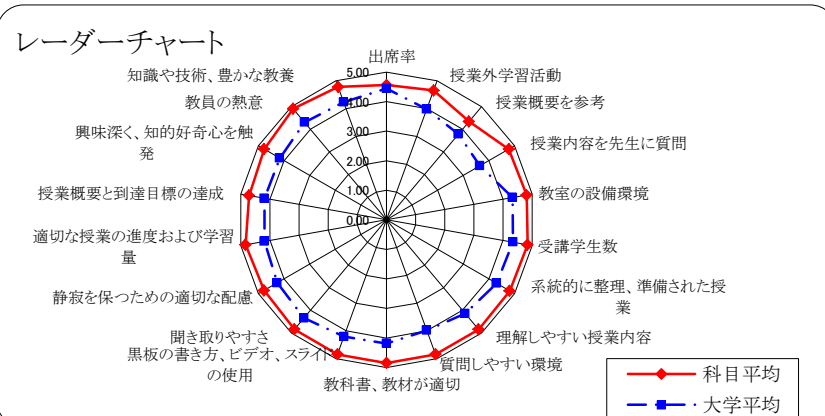 レーダーチャート
出席率
授業外学習活動
授業概要を参考
授業内容を先生に質問
教室の設備環境
受講学生数
系統的に整理、準備された授
業
理解しやすい授業内容
質問しやすい環境
教科書、教材が適切
黒板の書き方、ビデオ、スライド
の使用
聞き取りやすさ
静寂を保つための適切な配慮
適切な授業の進度および学習
量
授業概要と到達目標の達成
興味深く、知的好奇心を触
発
教員の熱意
知識や技術、豊かな教養
5.00
4.00
3.00
2.00
1.00
0.00
科目平均
大学平均